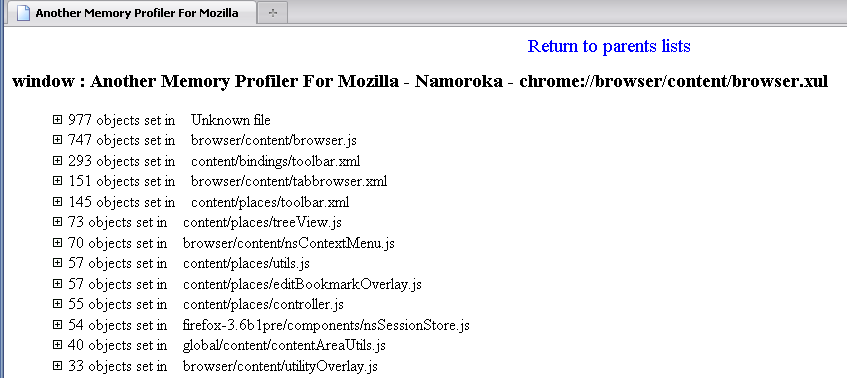 Another Memory Profiler For Mozilla
Return to parents lists
window : Another Memory Profiler For Mozilla - Namoroka - chrome://browser/content/browser.xul
977 objects set in Unknown file
747 objects set in browser/content/browser.js
293 objects set in content/bindings/toolbar.xml
151 objects set in browser/content/tabbrowser.xml
145 objects set in content/places/toolbar.xml
73 objects set in content/places/treeView.js
70 objects set in browser/content/nsContextMenu.js
57 objects set in content/places/utils.js
57 objects set in content/places/editBookmarkOverlay.js
55 objects set in content/places/controller.js
54 objects set in firefox-3.6b1pre/components/nsSessionStore.js
40 objects set in global/content/contentAreaUtils.js
33 objects set in browser/content/utilityOverlay.js